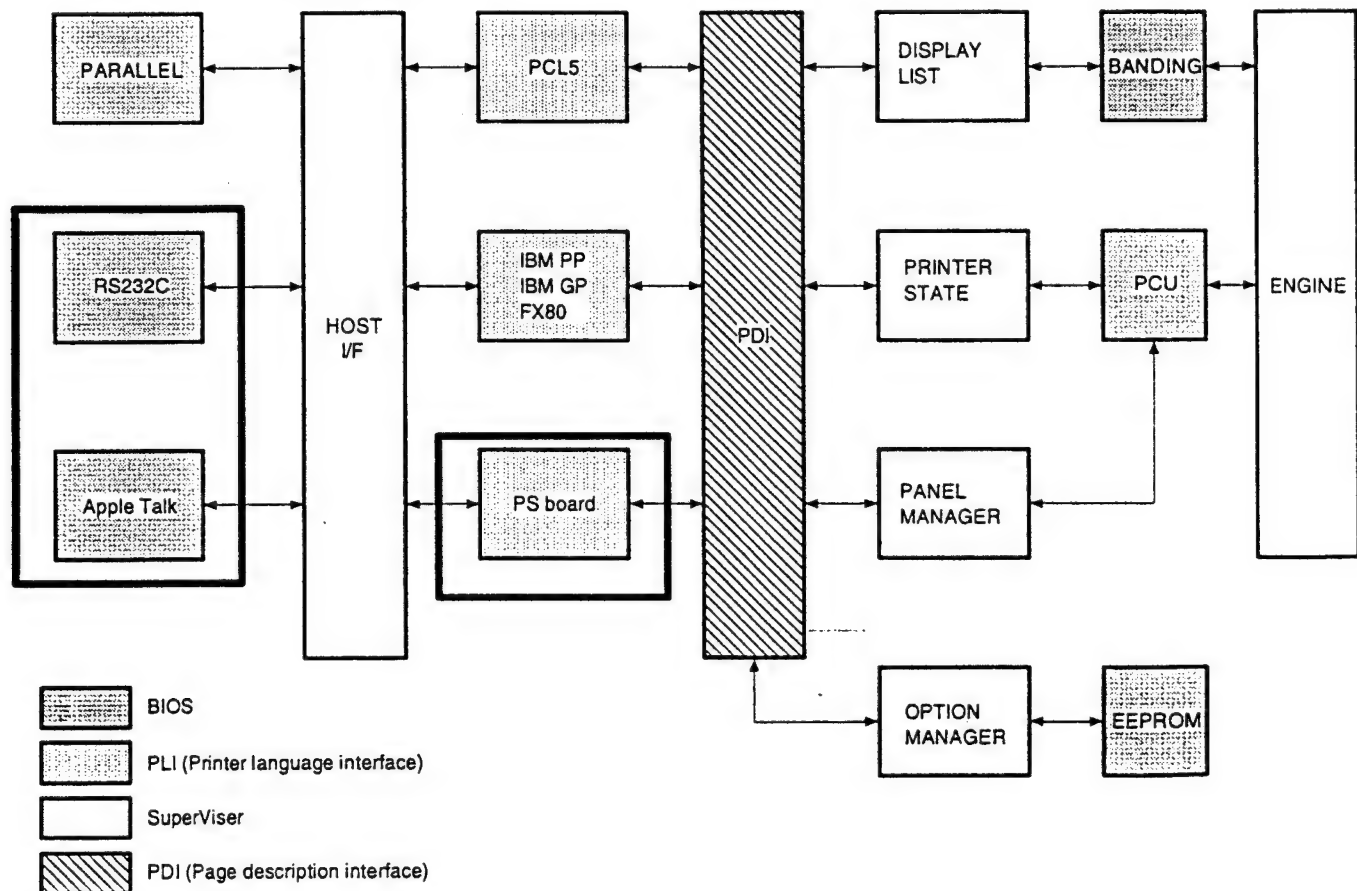 PARALLEL
PCL5
DISPLAY
LIST
BANDING
RS232C
HOST
I/F
IBM PP
IBM GP
FX80
PDI
PRINTER
STATE
PCU
ENGINE
Apple Talk
PS board
PANEL
MANAGER
OPTION
MANAGER
EEPROM
BIOS
PLI (Printer language interface)
SuperViser
PDI (Page description interface)